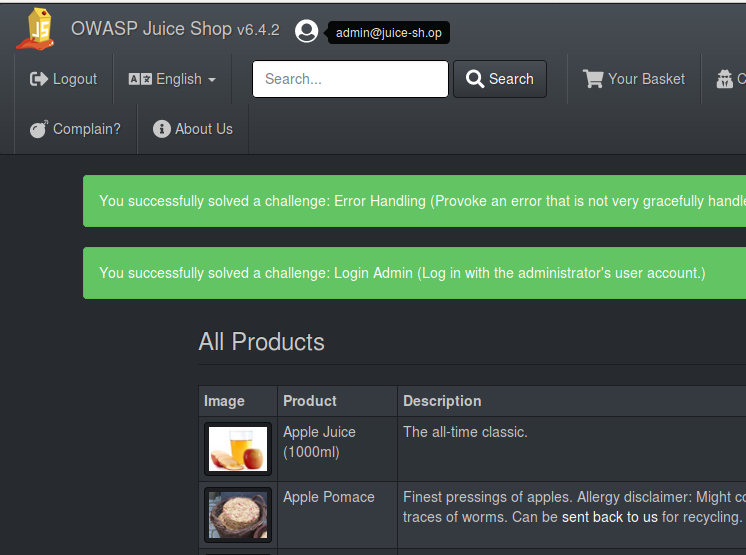 JS
OWASP Juice Shop v6.4.2
admin@juice-sh.op
Logout
English
Search...
Search
Your Basket
Complain?
About Us
You successfully solved a challenge: Error Handling (Provoke an error that is not very gracefully
You successfully solved a challenge: Login Admin (Log in with the administrator's user account.)
All Products
Image Product Description
Apple Juice
(1000ml)
The all-time classic.
Apple Pomace
Finest pressings of apples. Allergy disclaimer: Might
traces of worms. Can be sent back to us for recycling.